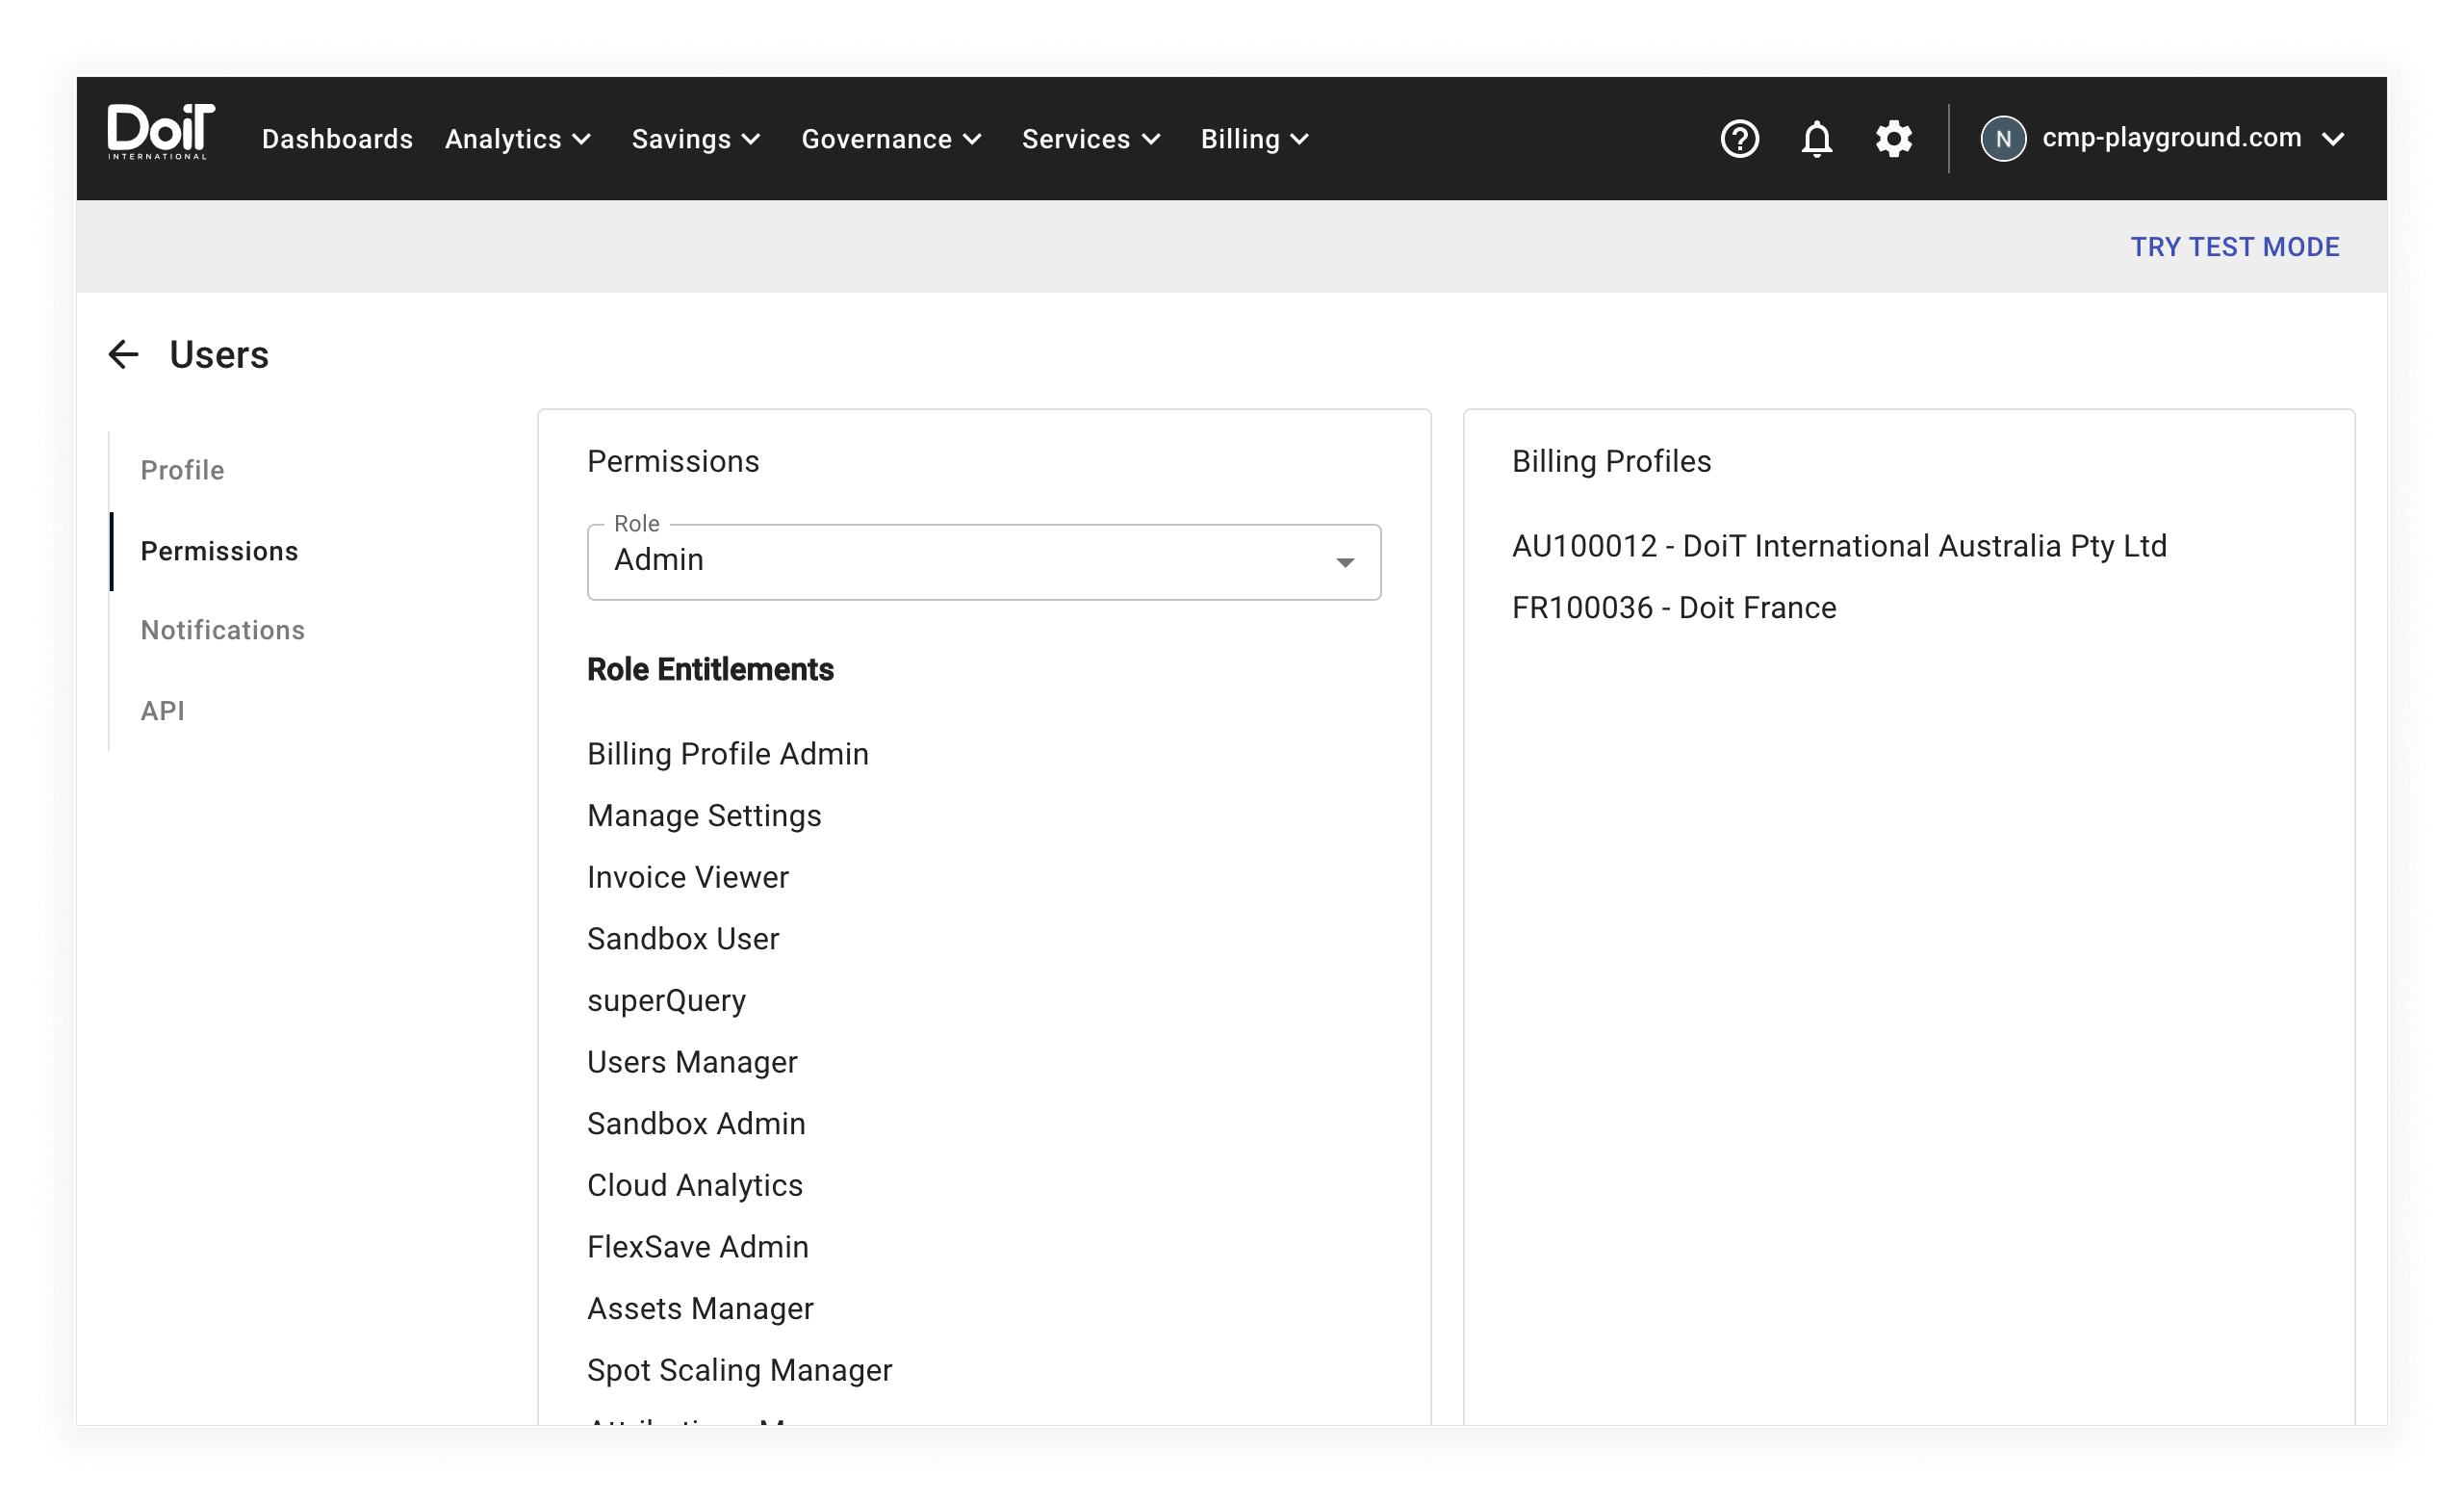 DoiT
INTERNATIONAL
Dashboards Analytics Savings Governance Services Billing
N cmp-playground.com
TRY TEST MODE
Users
Profile
Permissions
Notifications
API
Permissions
Role
Admin
Role Entitlements
Billing Profile Admin
Manage Settings
Invoice Viewer
Sandbox User
superQuery
Users Manager
Sandbox Admin
Cloud Analytics
FlexSave Admin
Assets Manager
Spot Scaling Manager
Billing Profiles
AU100012 - DoiT International Australia Pty Ltd
FR100036 - Doit France